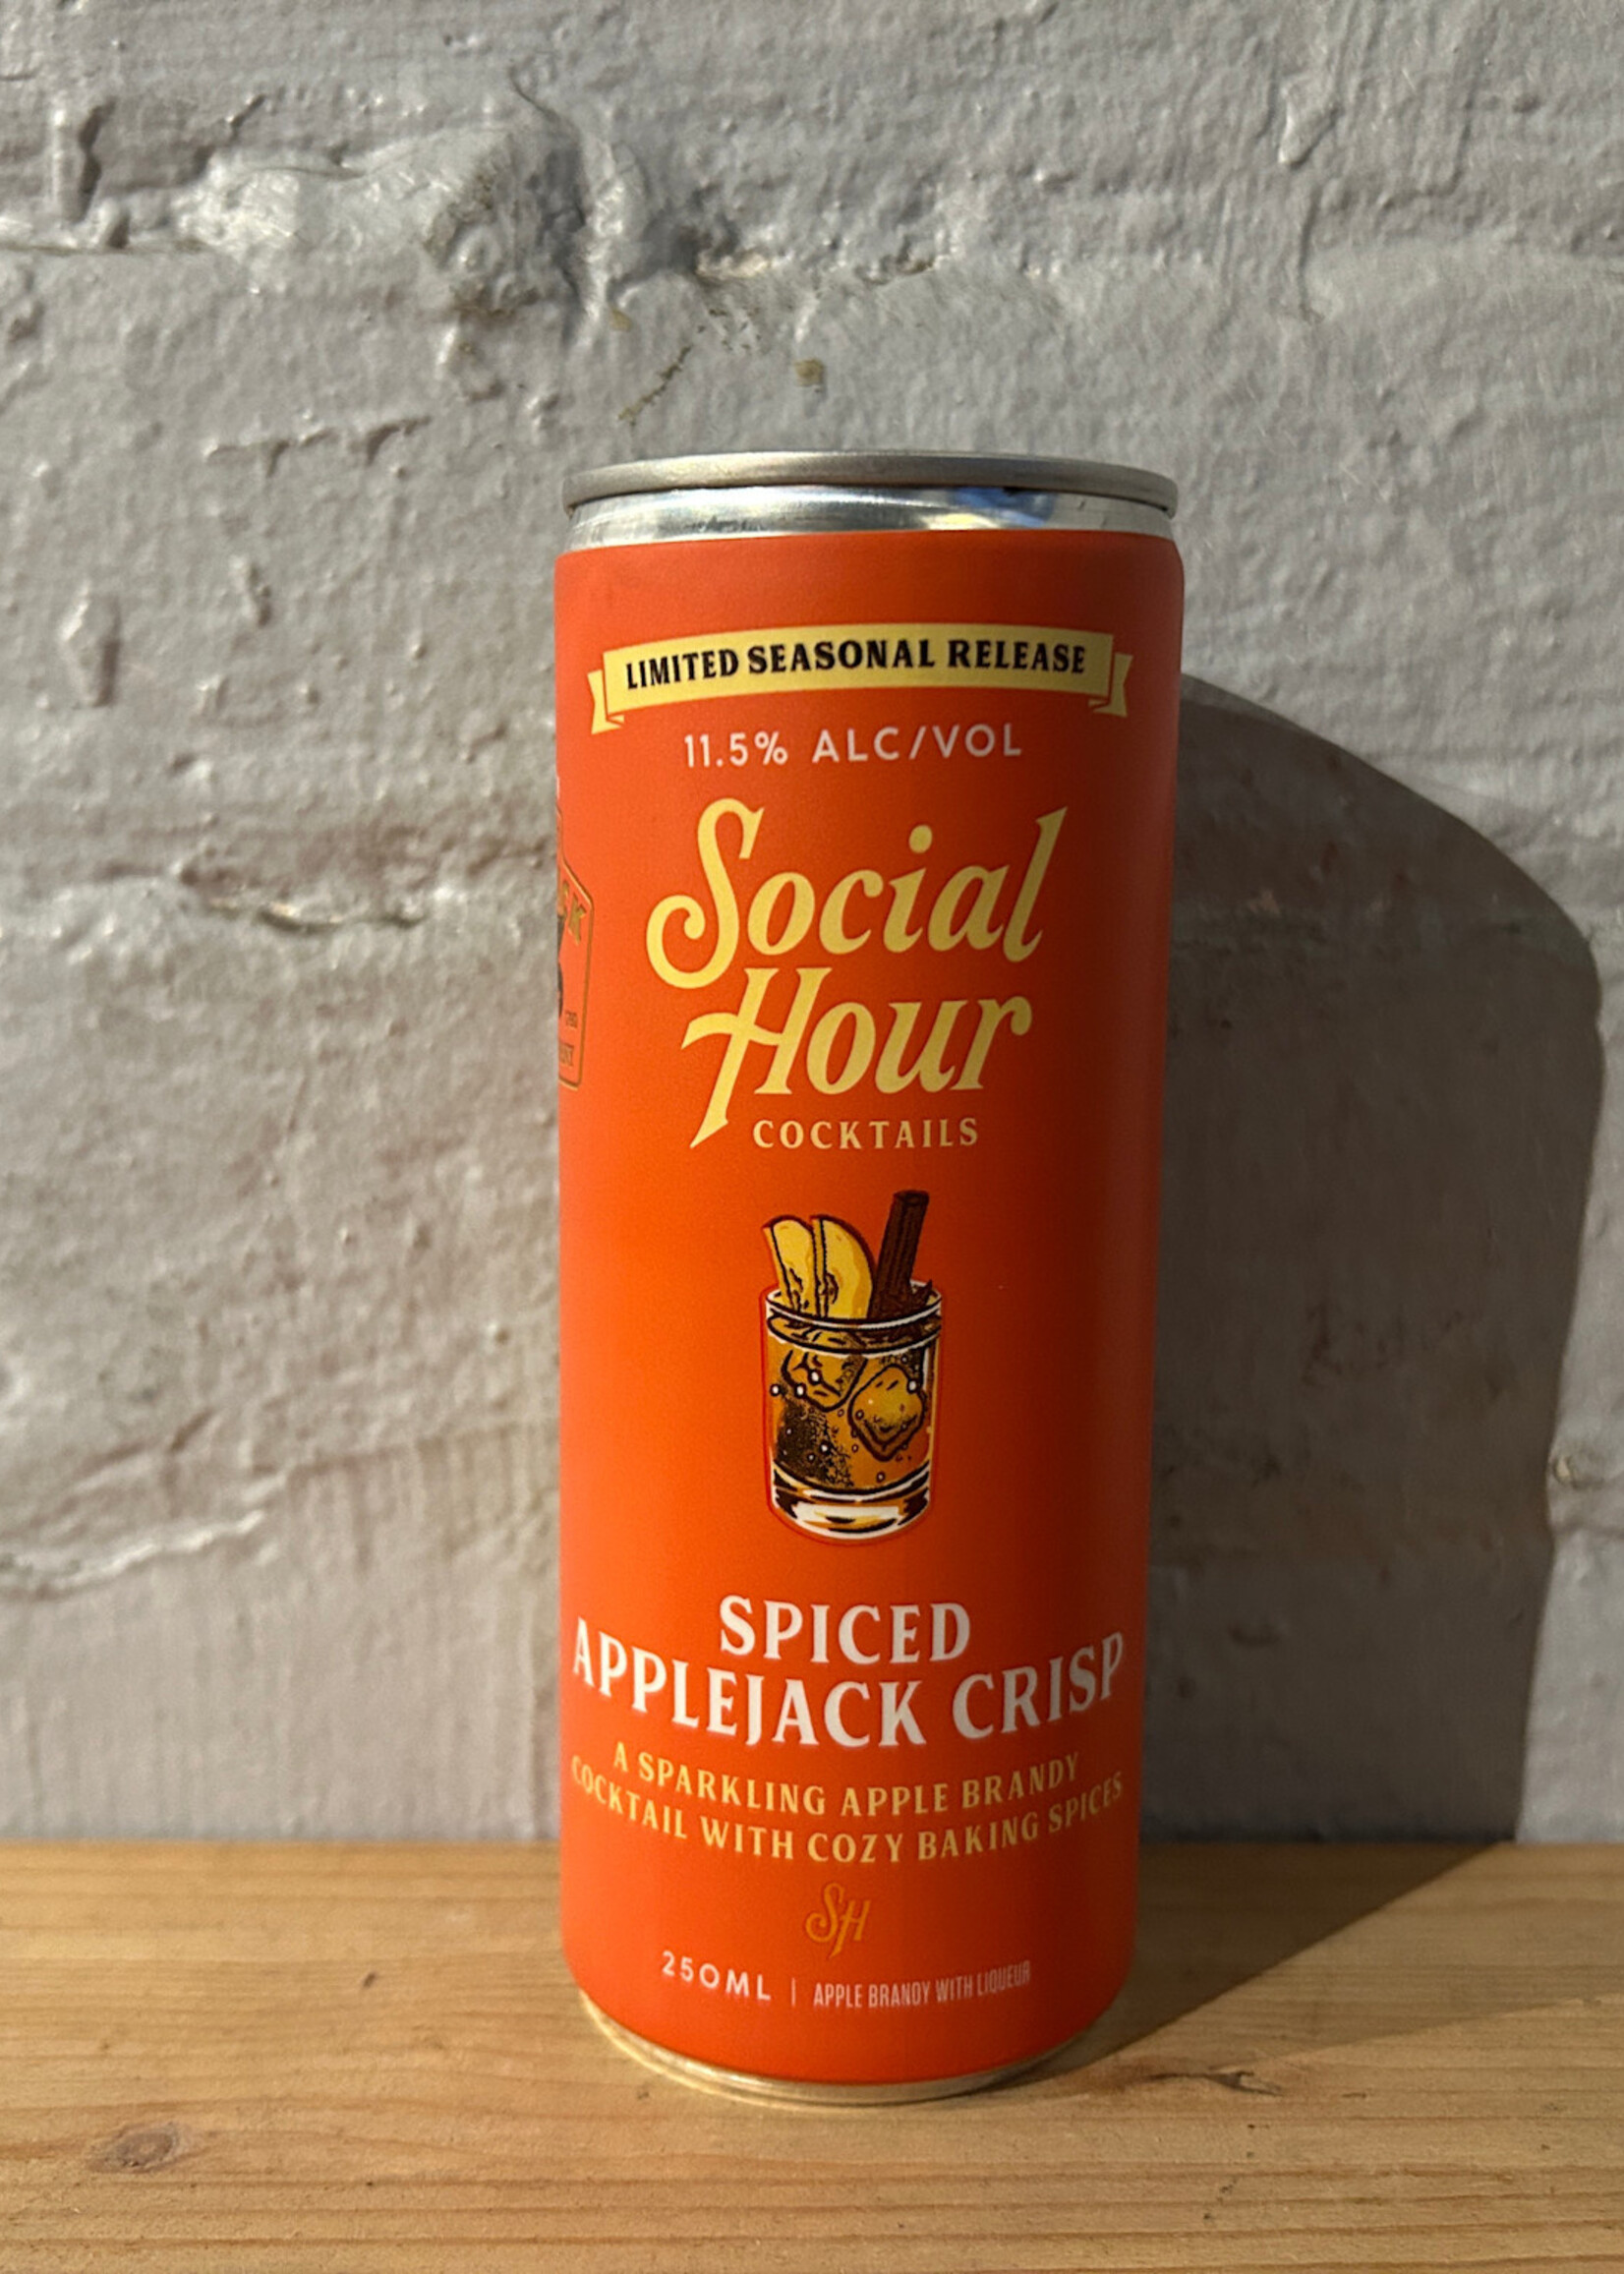 LIMITED SEASONAL RELEASE
11.5% ALC/VOL
Social
Hour
COCKTAILS
SPICED
APPLEJACK CRISP
A SPARKLING APPLE BRANDY
COCKTAIL WITH COZY BAKING SPICES
SH
250ML | APPLE BRANDY WITH LIQUEUR